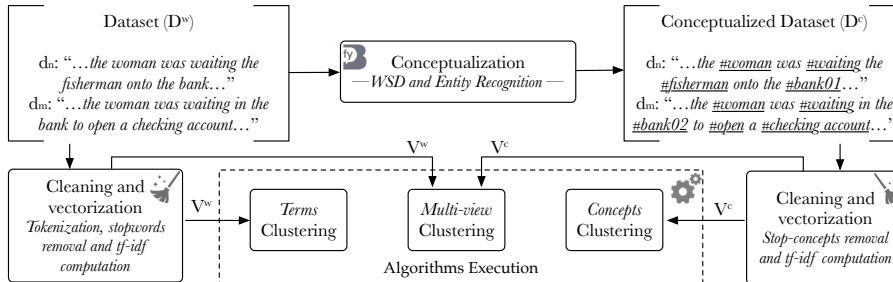 Dataset (Dʷ)
dₙ: “…the woman was waiting the
fisherman onto the bank…”
dₘ: “…the woman was waiting in the
bank to open a checking account…”
fy
Conceptualization
—WSD and Entity Recognition —
Conceptualized Dataset (Dᶜ)
dₙ: “…the #woman was #waiting the
#fisherman onto the #bank01…”
dₘ: “…the #woman was #waiting in the
#bank02 to #open a #checking account…”
Vʷ
Vᶜ
Cleaning and
vectorization
Tokenization, stopwords
removal and tf-idf
computation
Vʷ
Terms
Clustering
Multi-view
Clustering
Concepts
Clustering
Vᶜ
Cleaning and
vectorization
Stop-concepts removal
and tf-idf computation
Algorithms Execution